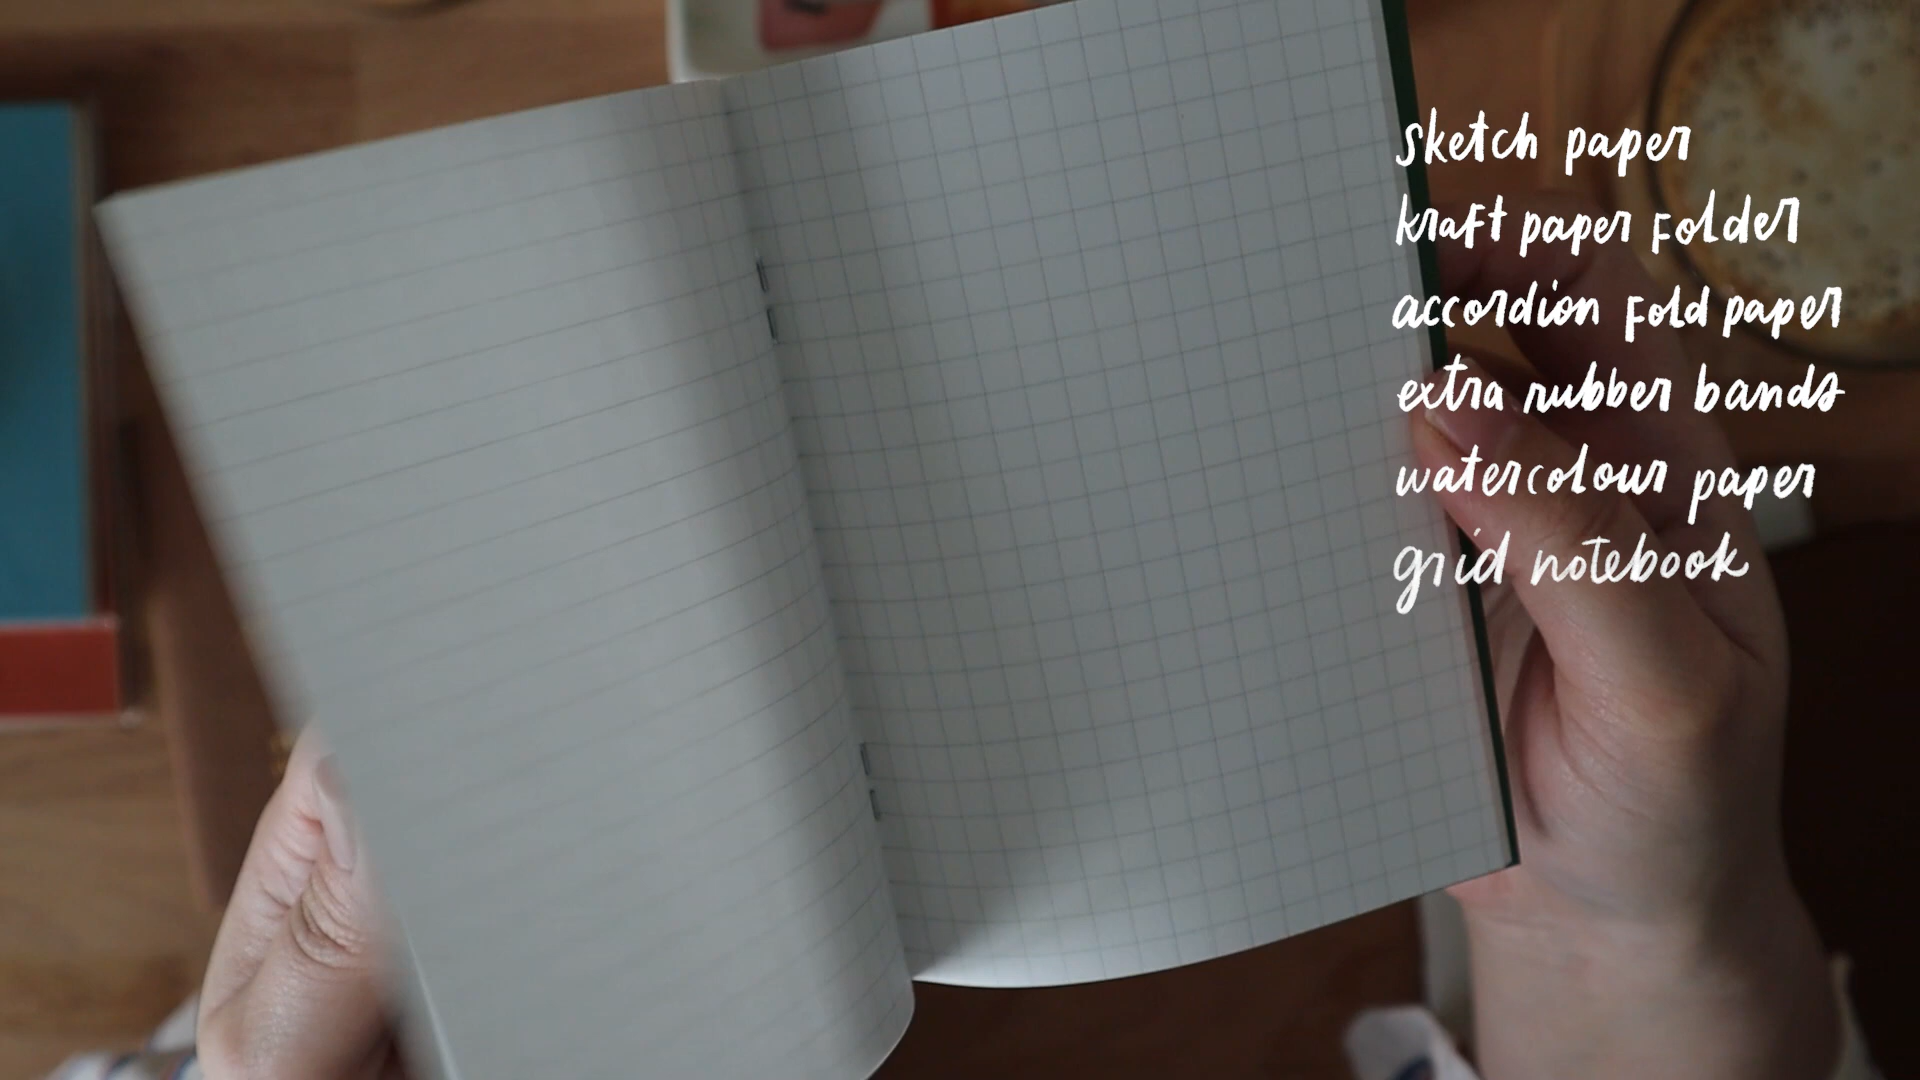 sketch paper
kraft paper folder
accordion fold paper
extra rubber bands
watercolour paper
grid notebook